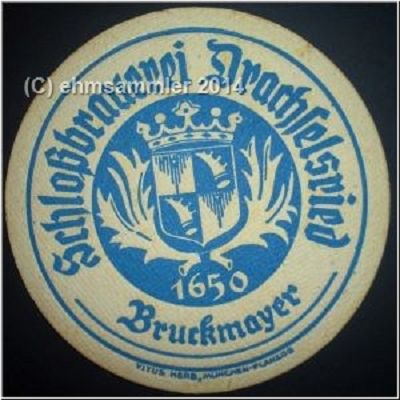 (C) ehmsammler 2014
Schloßbrauerei Drachselsried
1650
Bruckmayer
VITUS HERB, MÜNCHEN-PLANEGG